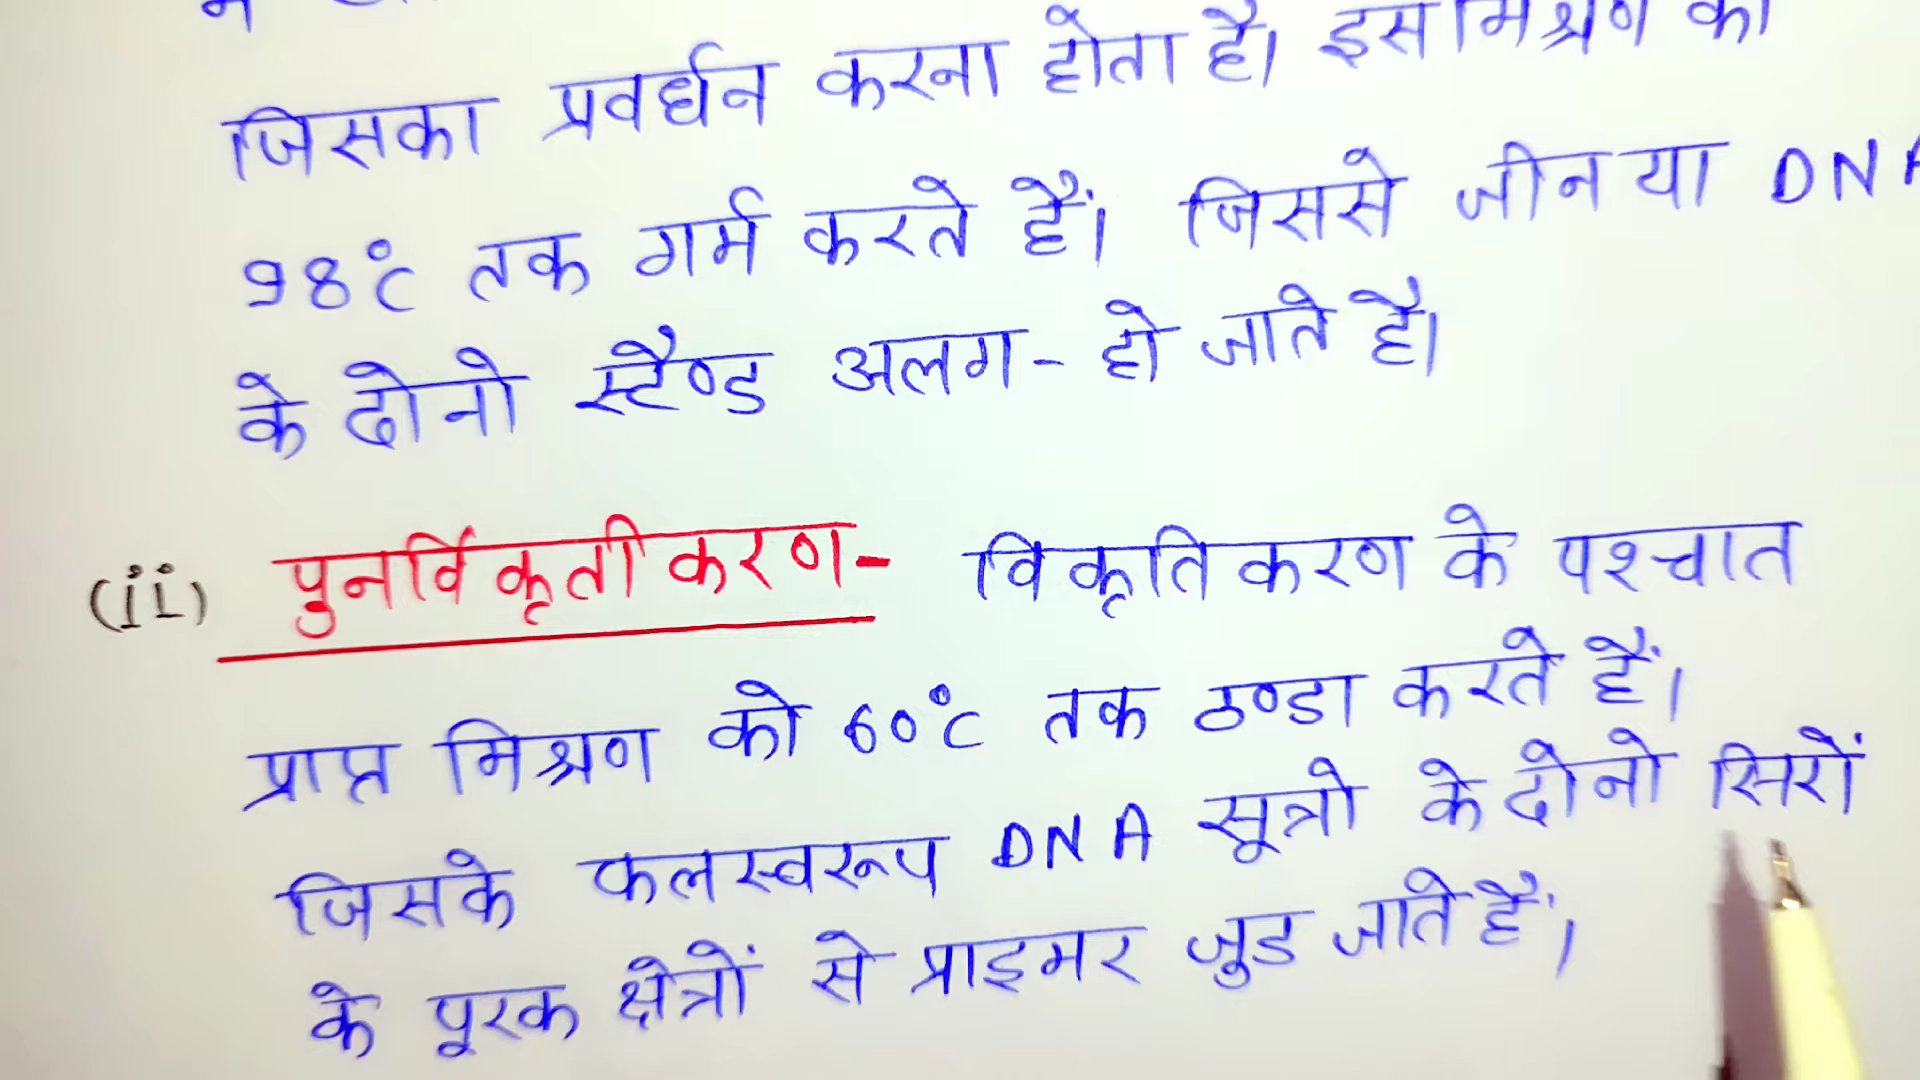 जिसका प्रवर्धन करना होता है। इस मिश्रण को
98°C तक गर्म करते हैं। जिससे जीन या DNA
के दोनो स्टैण्ड अलग- हो जाते है।
(ii) पुनर्विकृतीकरण- विकृतिकरण के पश्चात
प्राप्त मिश्रण को 60°C तक ठण्डा करते हैं।
जिसके फलस्वरूप DNA सूत्रो के दोनो सिरों
के पूरक क्षेत्रों से प्राइमर जुड जाते है।